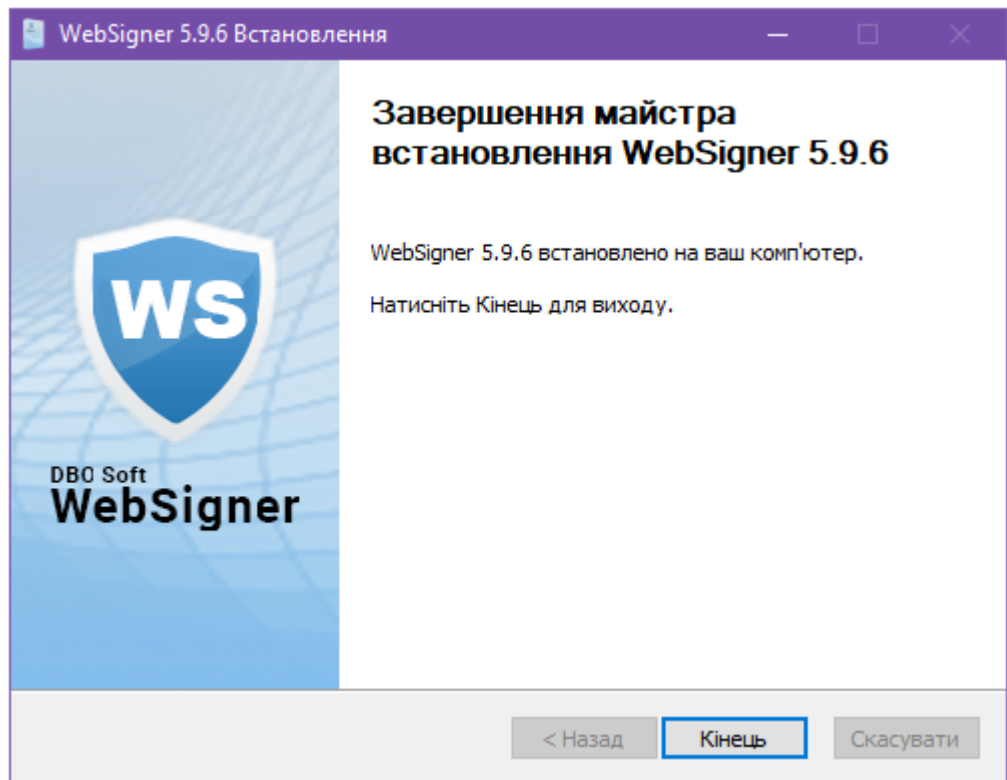 WebSigner 5.9.6 Встановлення
Завершення майстра
встановлення WebSigner 5.9.6
WebSigner 5.9.6 встановлено на ваш комп'ютер.
Натисніть Кінець для виходу.
WS
DBO Soft
WebSigner
< Назад
Кінець
Скасувати